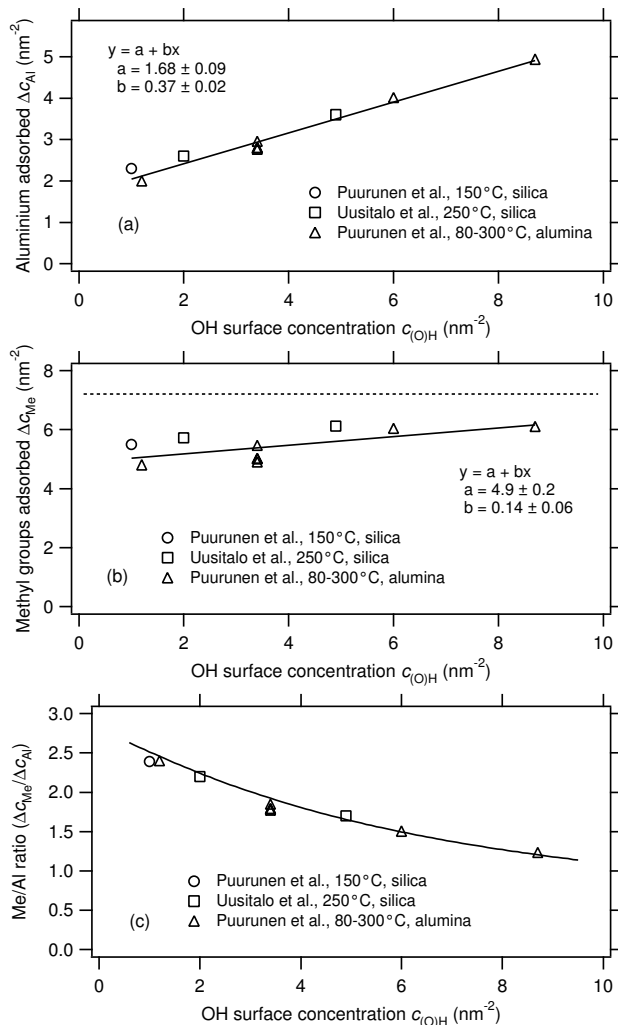 Aluminium adsorbed Δc_Al (nm⁻²)
5
4
3
2
1
0
y = a + bx
a = 1.68 ± 0.09
b = 0.37 ± 0.02
(a)
Puurunen et al., 150°C, silica
Uusitalo et al., 250°C, silica
Puurunen et al., 80-300°C, alumina
0 2 4 6 8 10
OH surface concentration c_(O)H (nm⁻²)
Methyl groups adsorbed Δc_Me (nm⁻²)
8
6
4
2
0
y = a + bx
a = 4.9 ± 0.2
b = 0.14 ± 0.06
Puurunen et al., 150°C, silica
Uusitalo et al., 250°C, silica
Puurunen et al., 80-300°C, alumina
(b)
0 2 4 6 8 10
OH surface concentration c_(O)H (nm⁻²)
Me/Al ratio (Δc_Me/Δc_Al)
3.0
2.5
2.0
1.5
1.0
0.5
0.0
Puurunen et al., 150°C, silica
Uusitalo et al., 250°C, silica
Puurunen et al., 80-300°C, alumina
(c)
0 2 4 6 8 10
OH surface concentration c_(O)H (nm⁻²)